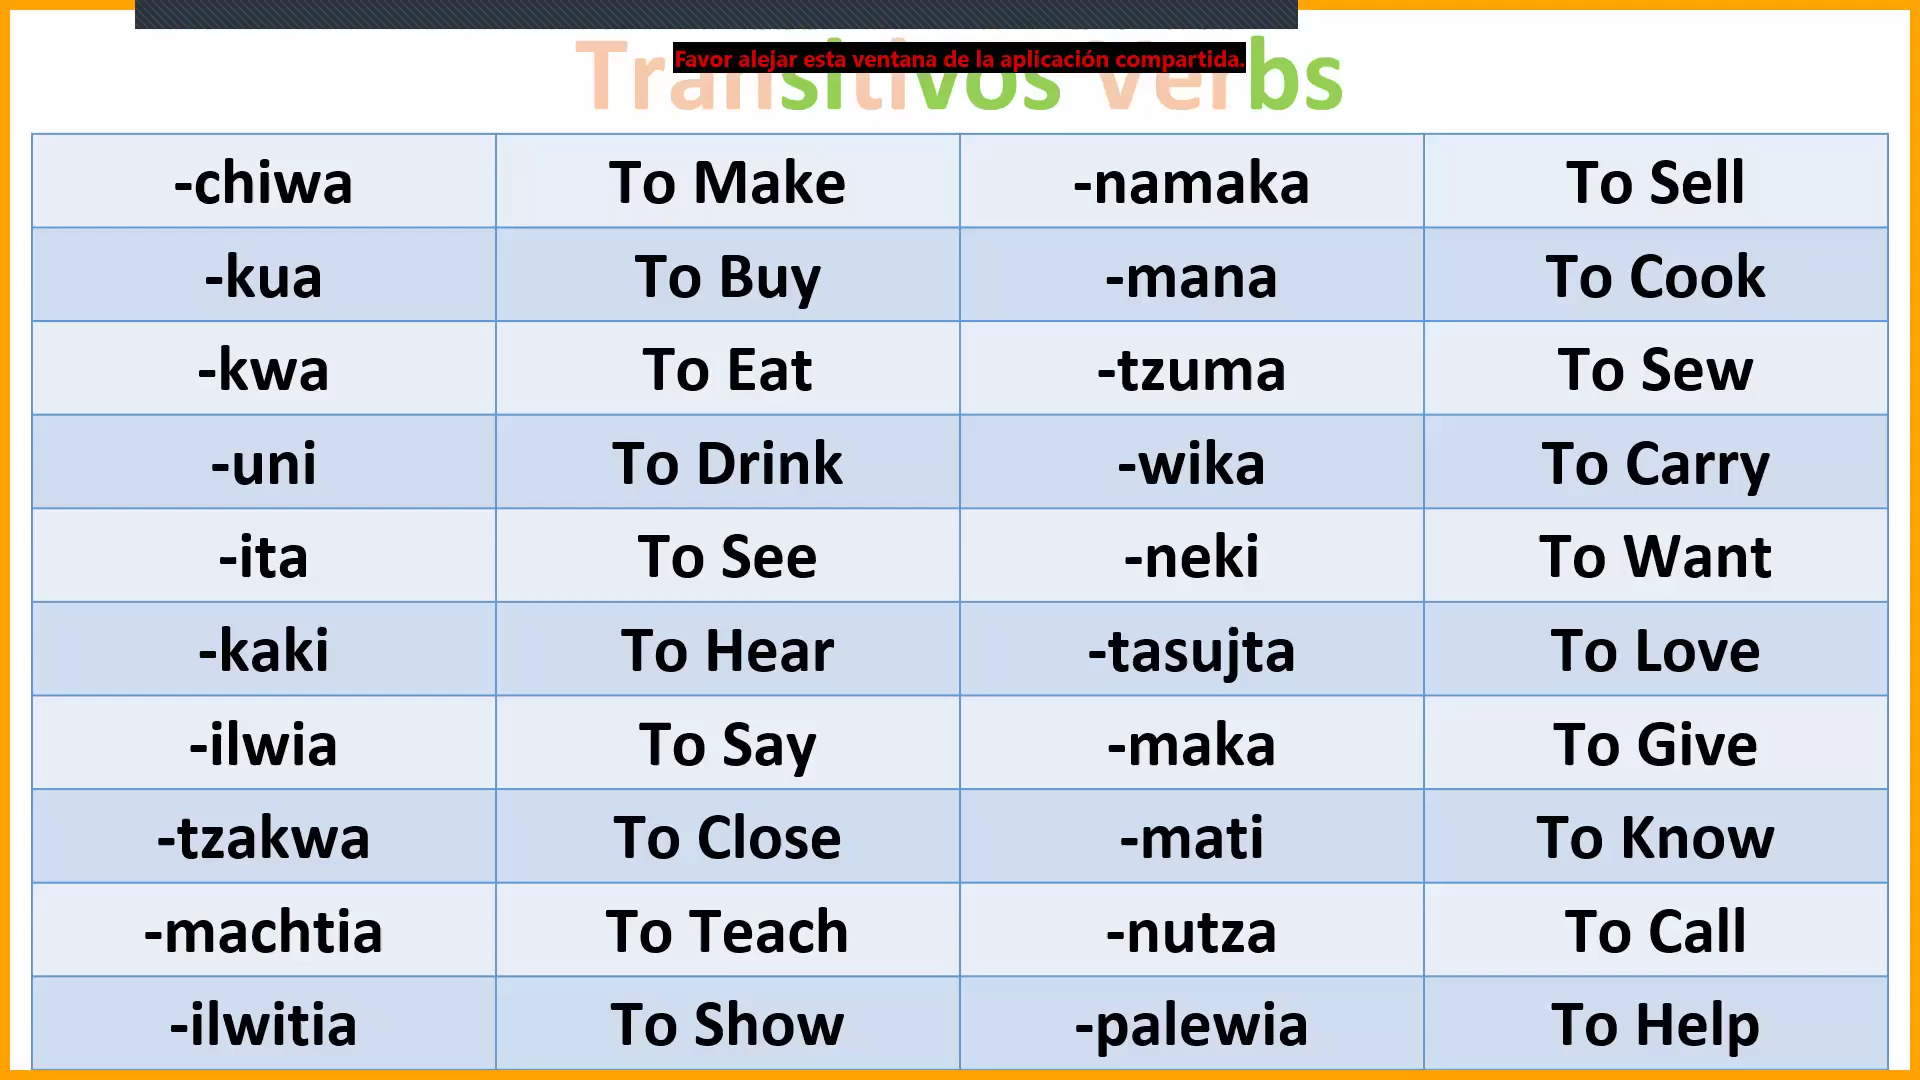 Transitivos Verbs
Favor alejar esta ventana de la aplicación compartida.
-chiwa To Make -namaka To Sell
-kua To Buy -mana To Cook
-kwa To Eat -tzuma To Sew
-uni To Drink -wika To Carry
-ita To See -neki To Want
-kaki To Hear -tasujta To Love
-ilwia To Say -maka To Give
-tzakwa To Close -mati To Know
-machtia To Teach -nutza To Call
-ilwitia To Show -palewia To Help